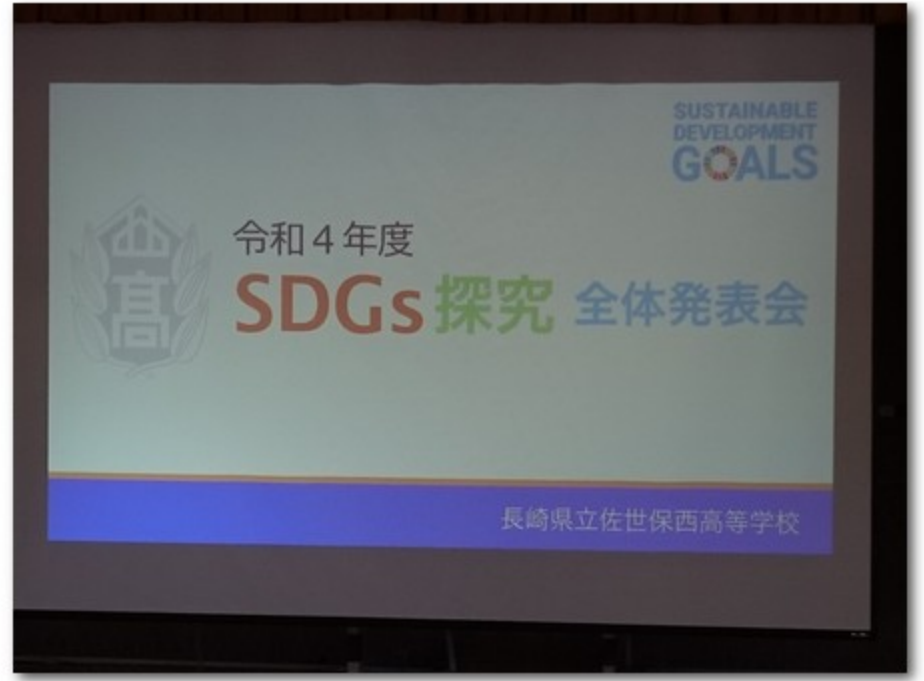 SUSTAINABLE
DEVELOPMENT
GOALS
令和4年度
SDGs探究 全体発表会
高
長崎県立佐世保西高等学校